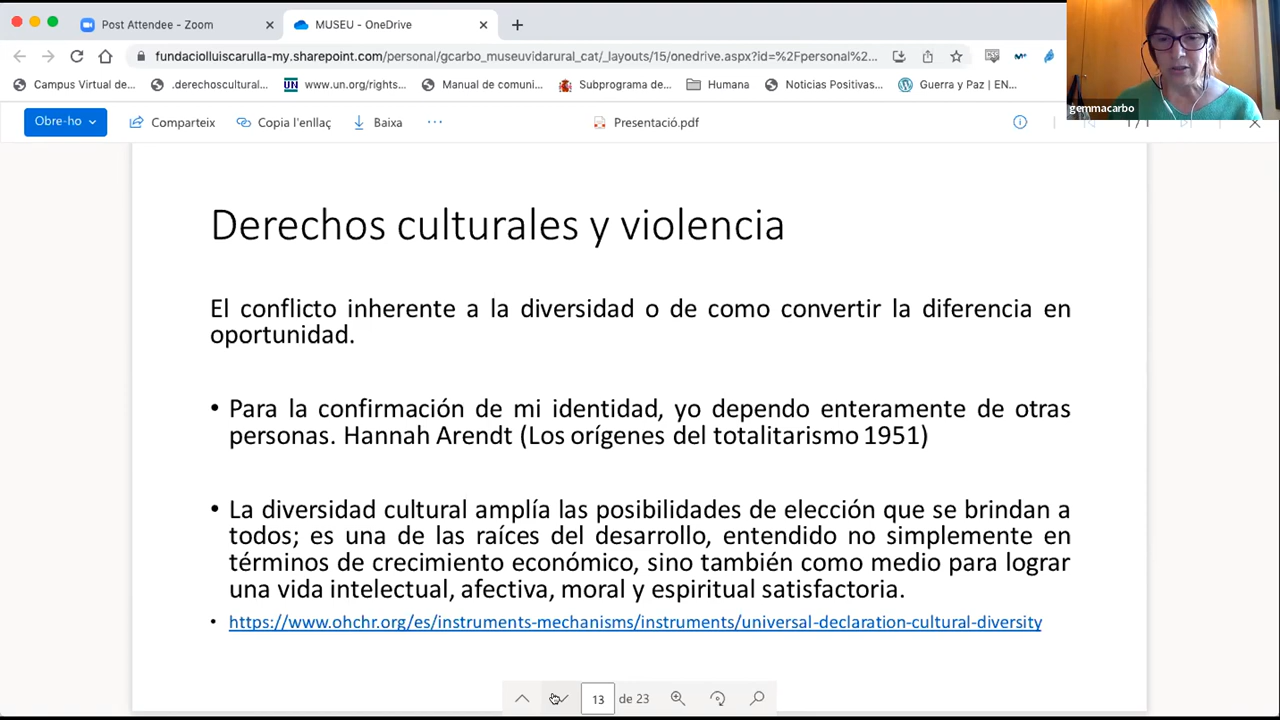 Post Attendee - Zoom
MUSEU - OneDrive
fundaciolluiscarulla-my.sharepoint.com/personal/gcarbo_museuvidarural_cat/_layouts/15/onedrive.aspx?id=%2Fpersonal%2...
Campus Virtual de...
.derechoscultural...
UN www.un.org/rights...
Manual de comuni...
Subprograma de...
Humana
Noticias Positivas...
Guerra y Paz | EN...
gemmacarbo
Obre-ho
Comparteix
Copia l'enllaç
Baixa
...
Presentació.pdf
1 / 1
Derechos culturales y violencia
El conflicto inherente a la diversidad o de como convertir la diferencia en
oportunidad.
• Para la confirmación de mi identidad, yo dependo enteramente de otras
personas. Hannah Arendt (Los orígenes del totalitarismo 1951)
• La diversidad cultural amplía las posibilidades de elección que se brindan a
todos; es una de las raíces del desarrollo, entendido no simplemente en
términos de crecimiento económico, sino también como medio para lograr
una vida intelectual, afectiva, moral y espiritual satisfactoria.
• https://www.ohchr.org/es/instruments-mechanisms/instruments/universal-declaration-cultural-diversity
13 de 23